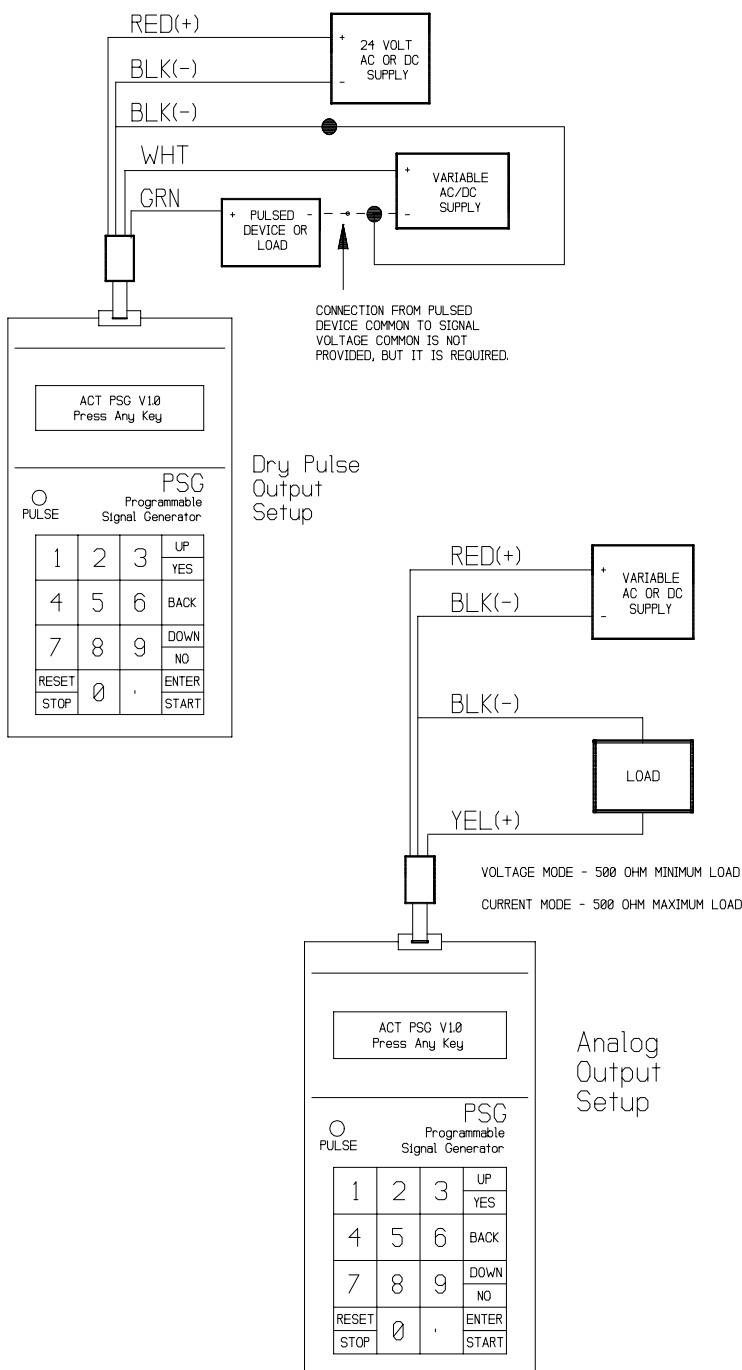 RED(+)
+
24 VOLT
AC OR DC
SUPPLY
-
BLK(-)
BLK(-)
WHT
+
VARIABLE
AC/DC
SUPPLY
-
GRN
+ PULSED -
DEVICE OR
LOAD
CONNECTION FROM PULSED
DEVICE COMMON TO SIGNAL
VOLTAGE COMMON IS NOT
PROVIDED, BUT IT IS REQUIRED.
ACT PSG V1.0
Press Any Key
PSG
Programmable
Signal Generator
PULSE
1 2 3 UP
YES
4 5 6 BACK
7 8 9 DOWN
NO
RESET 0 . ENTER
STOP START
Dry Pulse
Output
Setup
RED(+)
+
VARIABLE
AC OR DC
SUPPLY
-
BLK(-)
BLK(-)
LOAD
YEL(+)
VOLTAGE MODE - 500 OHM MINIMUM LOAD
CURRENT MODE - 500 OHM MAXIMUM LOAD
ACT PSG V1.0
Press Any Key
PSG
Programmable
Signal Generator
PULSE
1 2 3 UP
YES
4 5 6 BACK
7 8 9 DOWN
NO
RESET 0 . ENTER
STOP START
Analog
Output
Setup